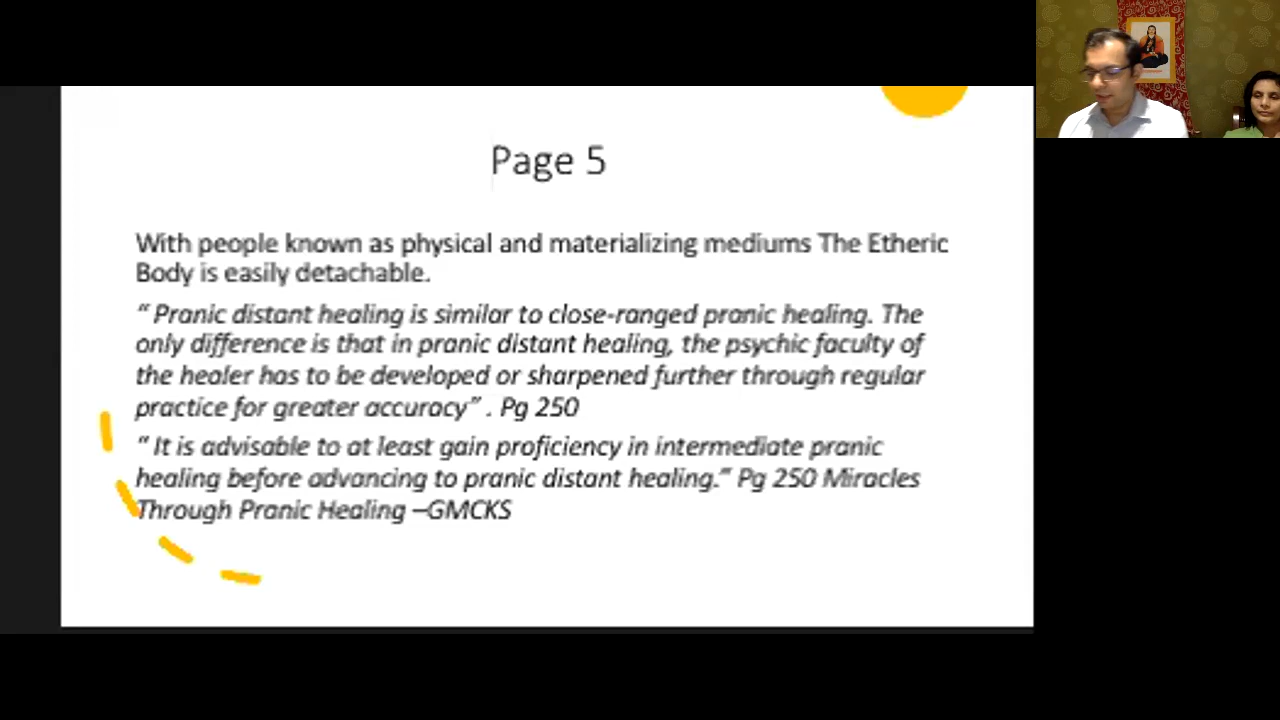 Page 5
With people known as physical and materializing mediums The Etheric
Body is easily detachable.
“ Pranic distant healing is similar to close-ranged pranic healing. The
only difference is that in pranic distant healing, the psychic faculty of
the healer has to be developed or sharpened further through regular
practice for greater accuracy” . Pg 250
“ It is advisable to at least gain proficiency in intermediate pranic
healing before advancing to pranic distant healing.” Pg 250 Miracles
Through Pranic Healing –GMCKS